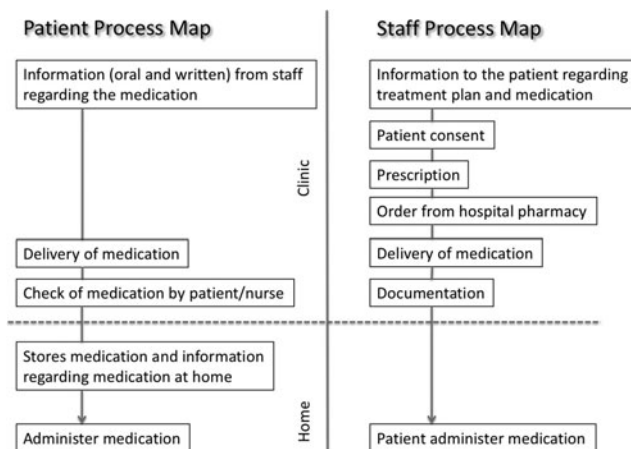 Patient Process Map
Information (oral and written) from staff
regarding the medication
Delivery of medication
Check of medication by patient/nurse
Stores medication and information
regarding medication at home
Administer medication
Clinic
Home
Staff Process Map
Information to the patient regarding
treatment plan and medication
Patient consent
Prescription
Order from hospital pharmacy
Delivery of medication
Documentation
Patient administer medication